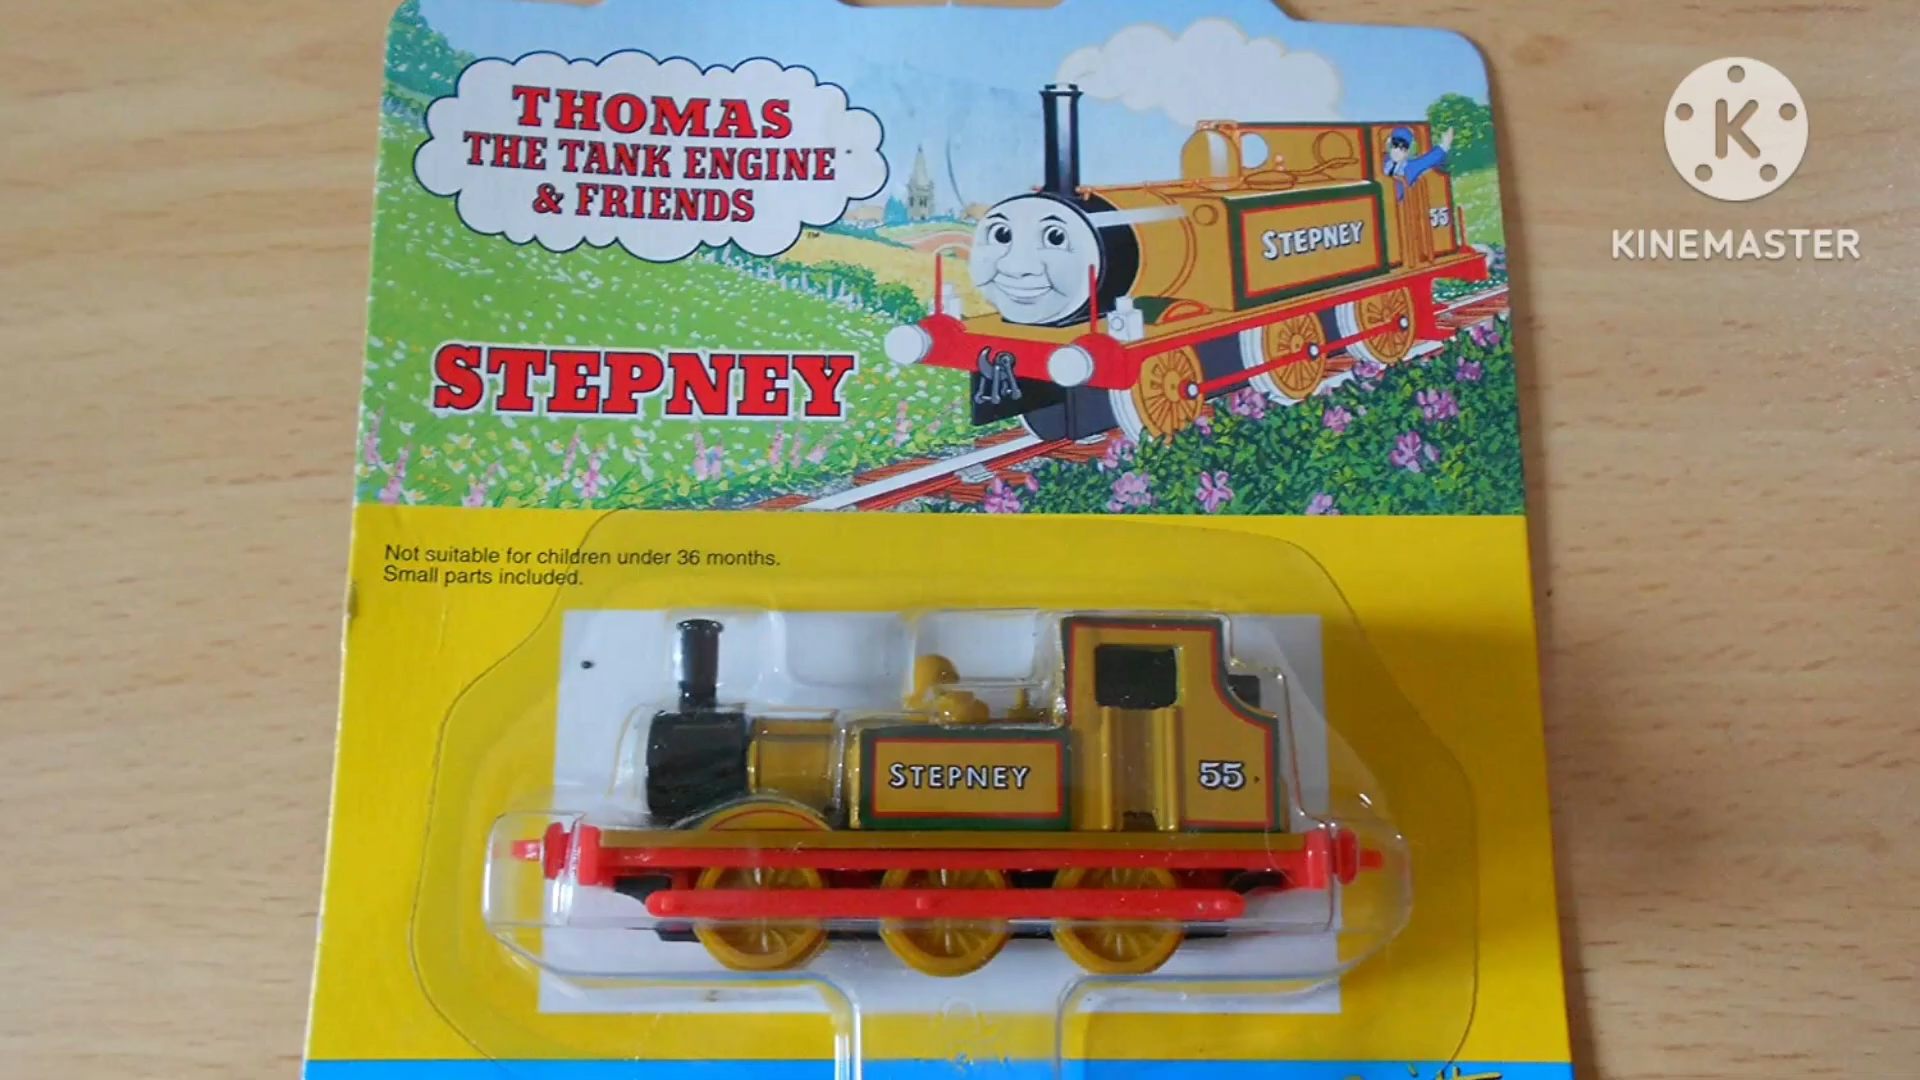 THOMAS
THE TANK ENGINE
& FRIENDS
™
STEPNEY
STEPNEY
55
Not suitable for children under 36 months.
Small parts included.
STEPNEY
55
K
KINEMASTER